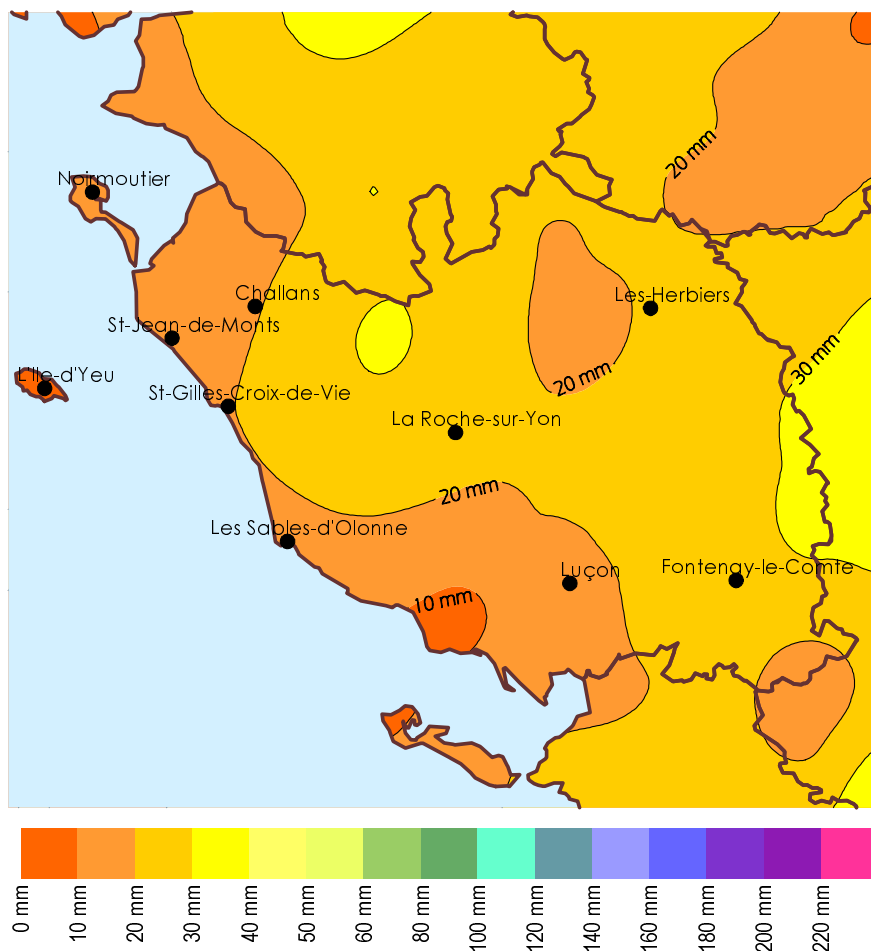 20 mm
Noirmoutier
Challans
Les-Herbiers
St-Jean-de-Monts
30 mm
L'Ile-d'Yeu
20 mm
St-Gilles-Croix-de-Vie
La Roche-sur-Yon
20 mm
Les Sables-d'Olonne
Luçon
Fontenay-le-Comte
10 mm
0 mm
10 mm
20 mm
30 mm
40 mm
50 mm
60 mm
80 mm
100 mm
120 mm
140 mm
160 mm
180 mm
200 mm
220 mm